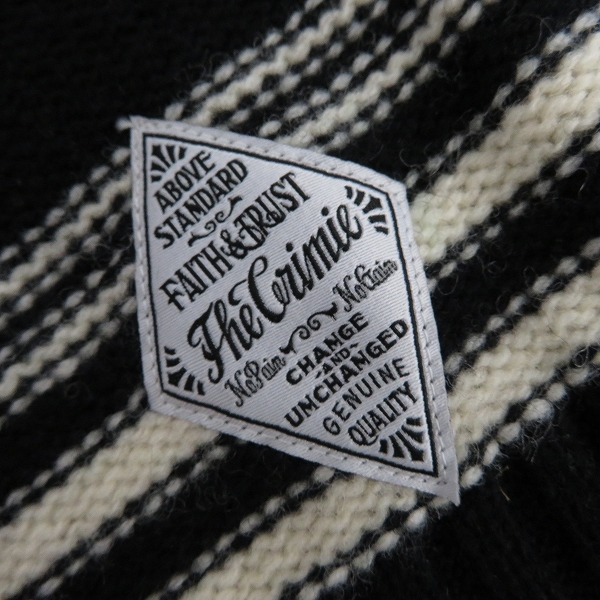 ABOVE
STANDARD
FAITH & TRUST
The Crimie
No Pain No Gain
CHANGE
-AND-
UNCHANGED
GENUINE
QUALITY